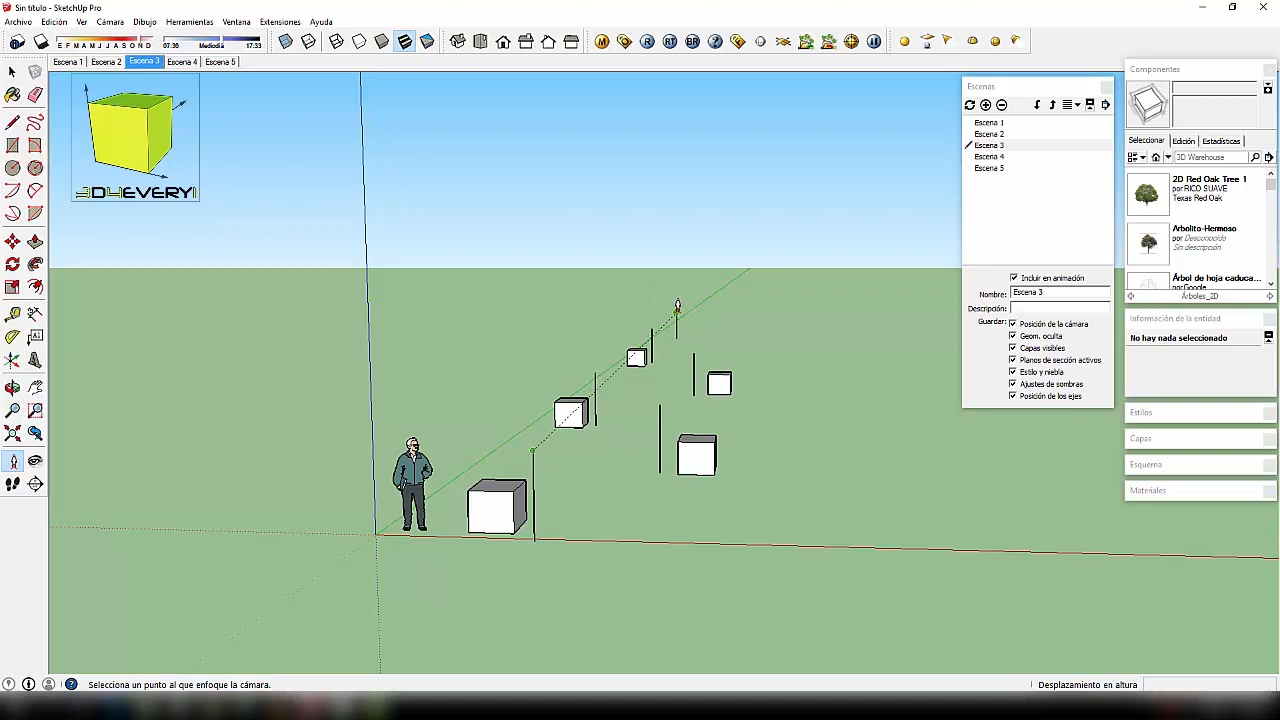 Sin título - SketchUp Pro
Archivo Edición Ver Cámara Dibujo Herramientas Ventana Extensiones Ayuda
E F M A M J J A S O N D 07:36 Mediodía 17:33
M R RT BR
Escena 1 Escena 2 Escena 3 Escena 4 Escena 5
3D4EVERY1
Escenas
Escena 1
Escena 2
Escena 3
Escena 4
Escena 5
Incluir en animación
Nombre: Escena 3
Descripción:
Guardar: Posición de la cámara
Geom. oculta
Capas visibles
Planos de sección activos
Estilo y niebla
Ajustes de sombras
Posición de los ejes
Componentes
Seleccionar Edición Estadísticas
3D Warehouse
2D Red Oak Tree 1
por RICO SUAVE
Texas Red Oak
Arbolito-Hermoso
por Desconocido
Sin descripción
Árbol de hoja caduca...
por Google
Árboles_2D
Información de la entidad
No hay nada seleccionado
Estilos
Capas
Esquema
Materiales
Selecciona un punto al que enfoque la cámara.
Desplazamiento en altura